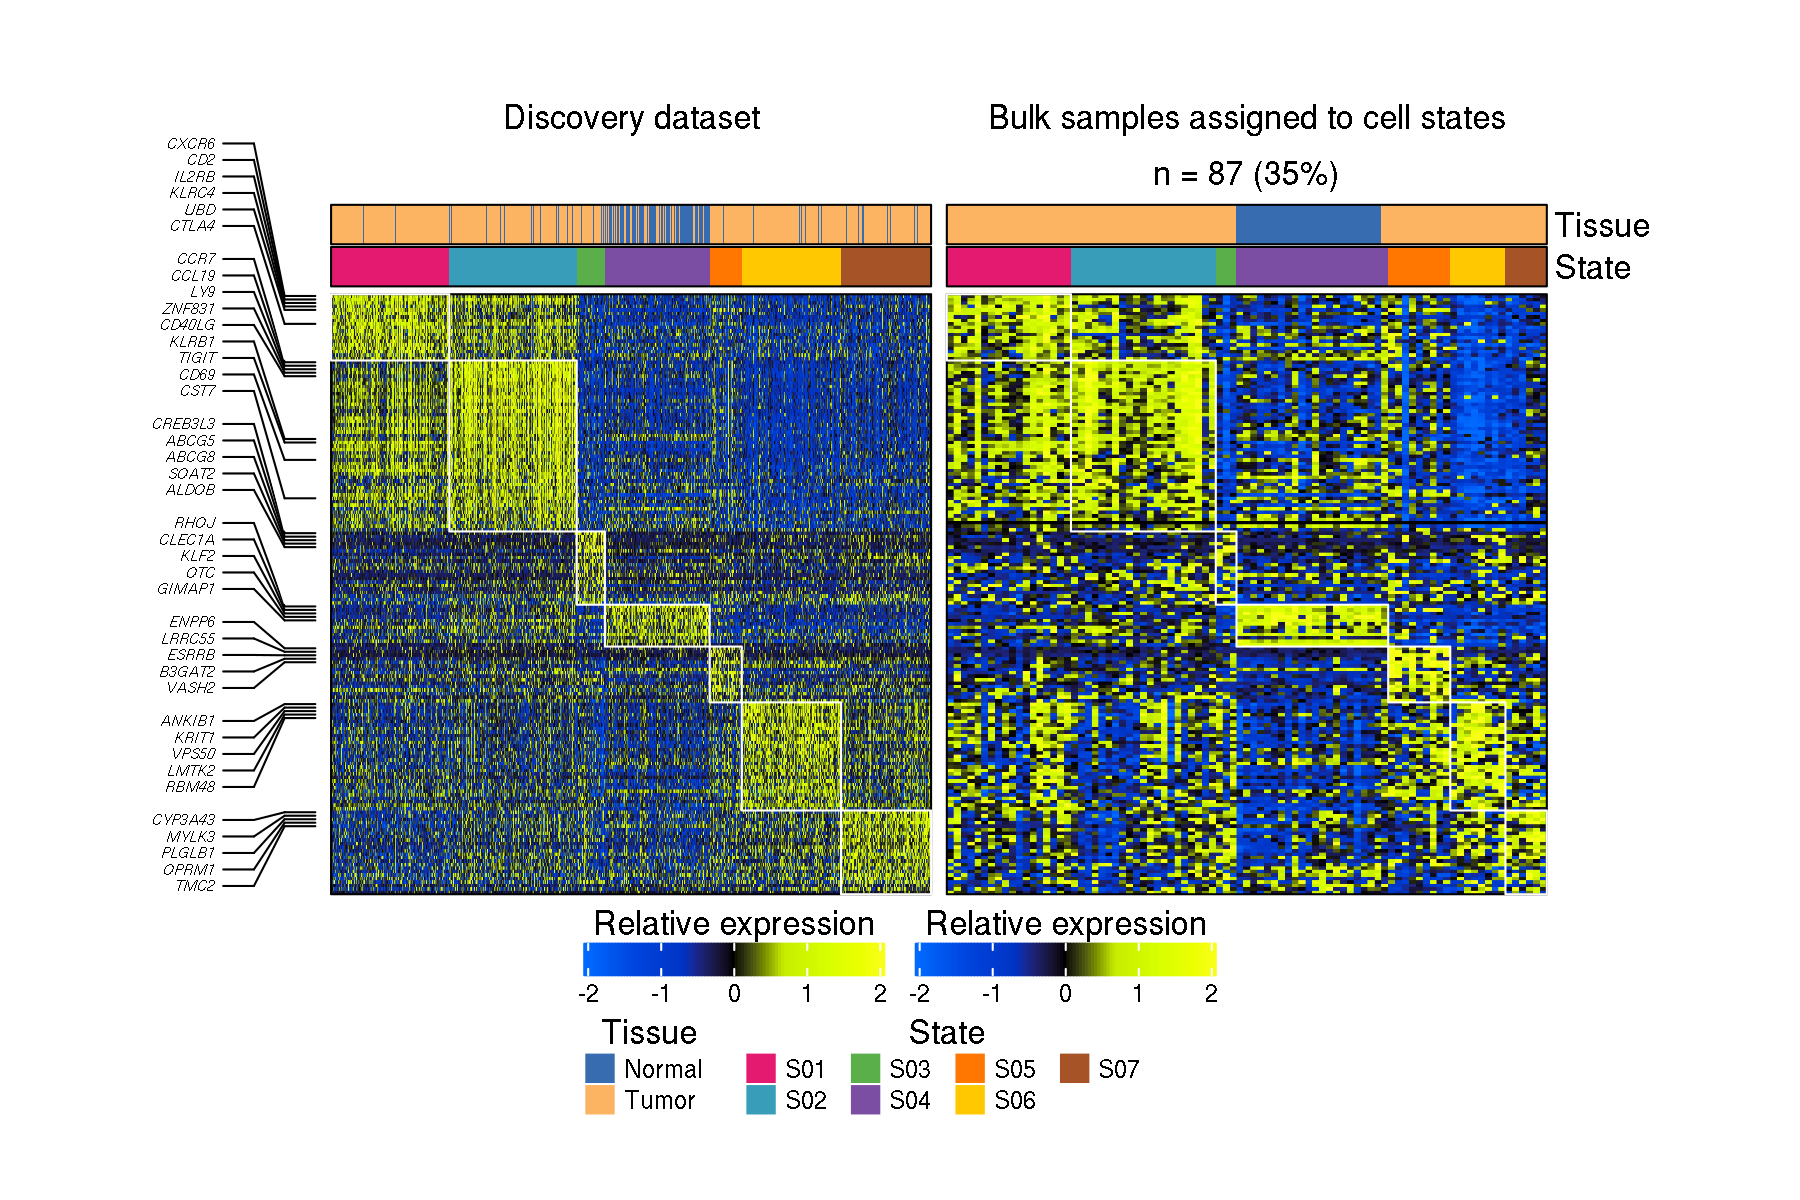 Discovery dataset
Bulk samples assigned to cell states
n = 87 (35%)
Tissue
State
CXCR6
CD2
IL2RB
KLRC4
UBD
CTLA4
CCR7
CCL19
LY9
ZNF831
CD40LG
KLRB1
TIGIT
CD69
CST7
CREB3L3
ABCG5
ABCG8
SOAT2
ALDOB
RHOJ
CLEC1A
KLF2
OTC
GIMAP1
ENPP6
LRRC55
ESRRB
B3GAT2
VASH2
ANKIB1
KRIT1
VPS50
LMTK2
RBM48
CYP3A43
MYLK3
PLGLB1
OPRM1
TMC2
Relative expression Relative expression
-2 -1 0 1 2 -2 -1 0 1 2
Tissue State
Normal S01 S03 S05 S07
Tumor S02 S04 S06